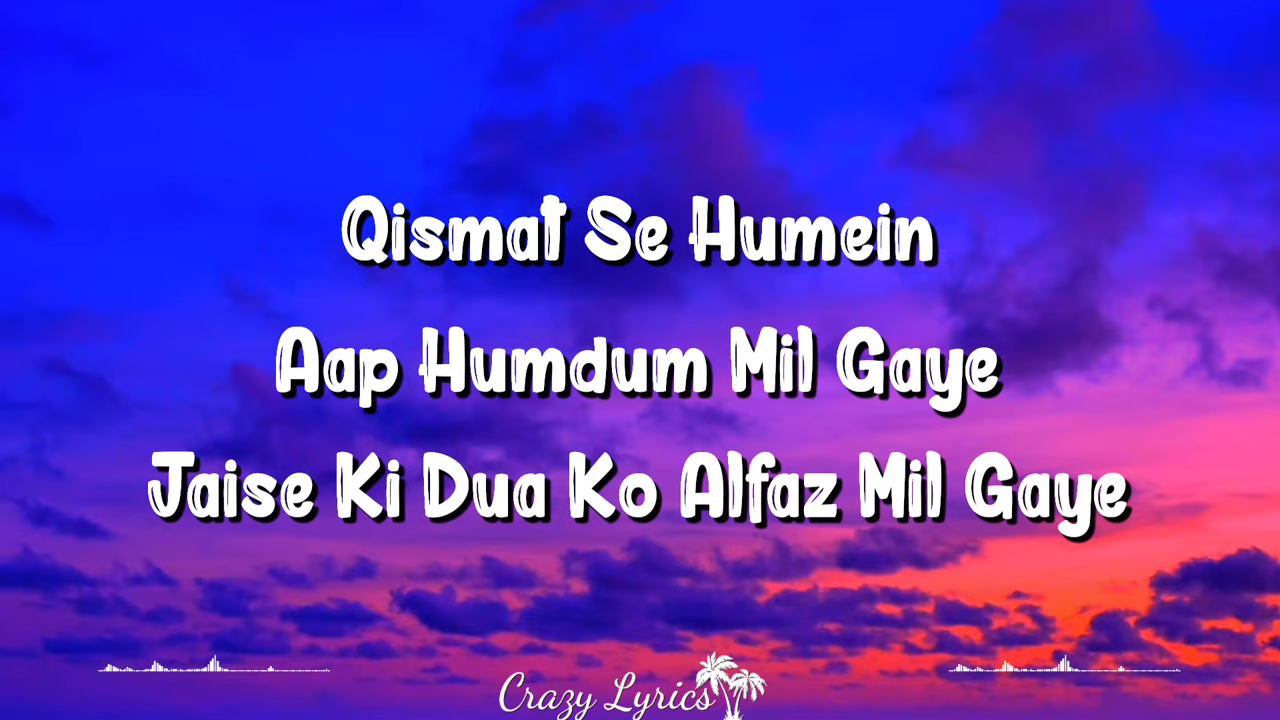 Qismat Se Humein
Aap Humdum Mil Gaye
Jaise Ki Dua Ko Alfaz Mil Gaye
Crazy Lyrics